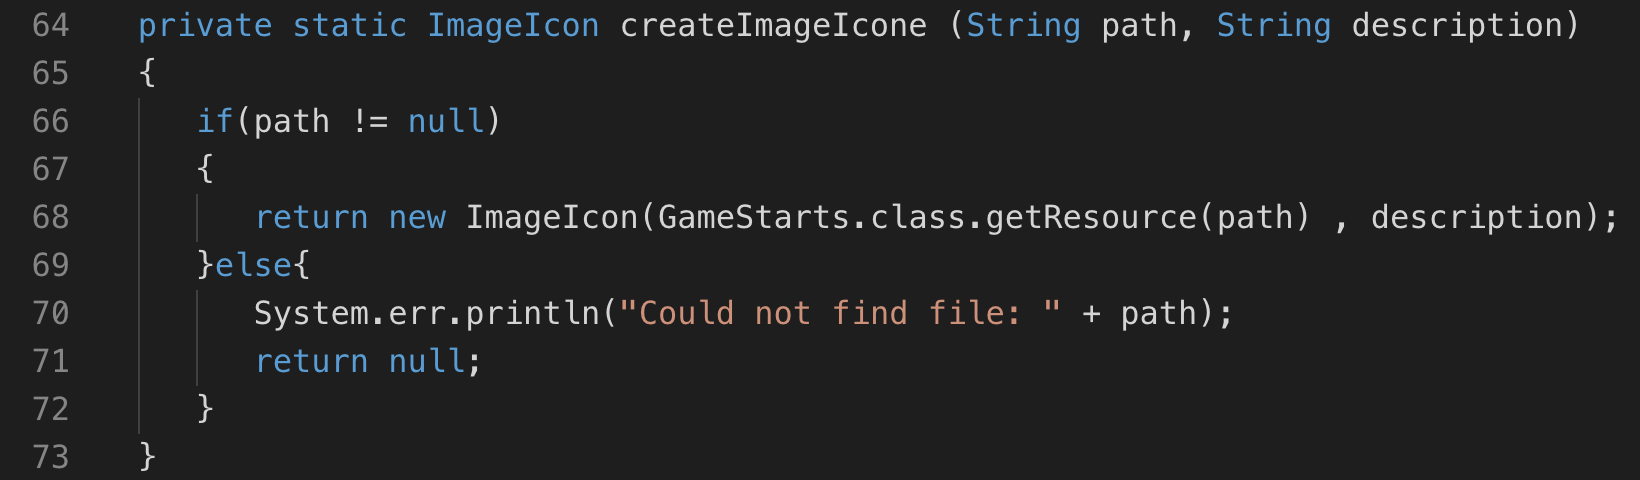 64 private static ImageIcon createImageIcone (String path, String description)
65 {
66 if(path != null)
67 {
68 return new ImageIcon(GameStarts.class.getResource(path) , description);
69 }else{
70 System.err.println("Could not find file: " + path);
71 return null;
72 }
73 }